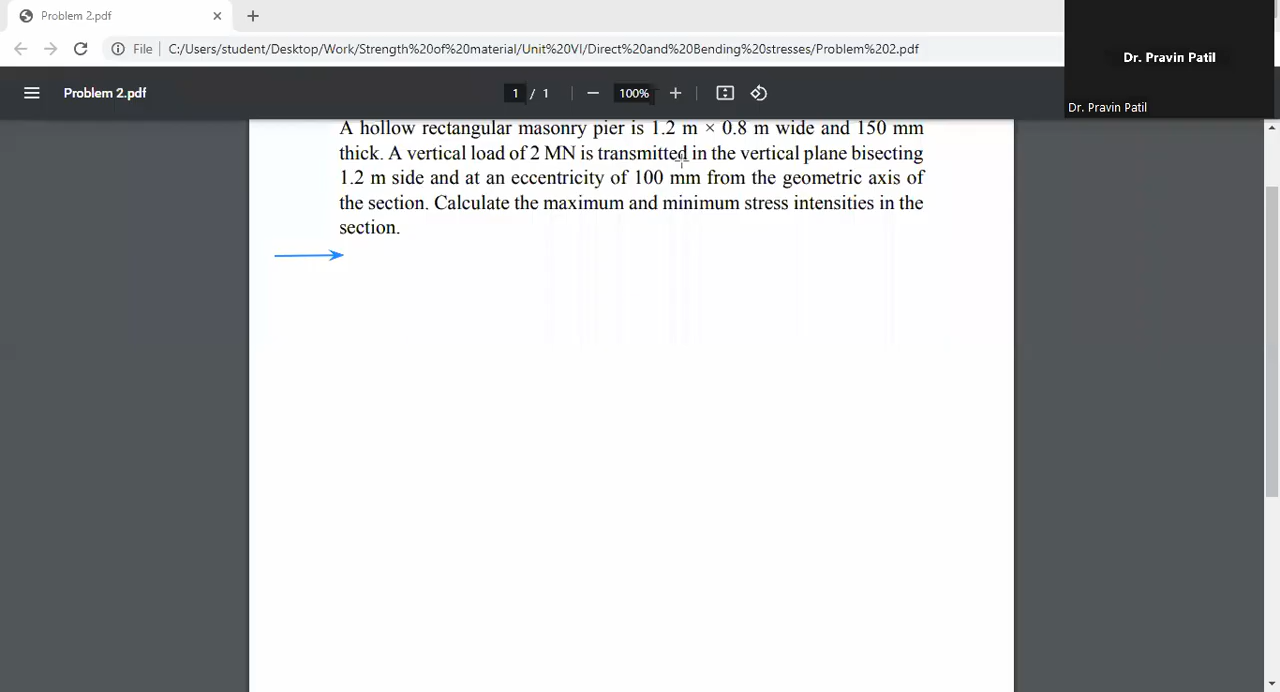 Problem 2.pdf
File
C:/Users/student/Desktop/Work/Strength%20of%20material/Unit%20VI/Direct%20and%20Bending%20stresses/Problem%202.pdf
Dr. Pravin Patil
Dr. Pravin Patil
Problem 2.pdf
1 / 1
100%
A hollow rectangular masonry pier is 1.2 m × 0.8 m wide and 150 mm
thick. A vertical load of 2 MN is transmitted in the vertical plane bisecting
1.2 m side and at an eccentricity of 100 mm from the geometric axis of
the section. Calculate the maximum and minimum stress intensities in the
section.